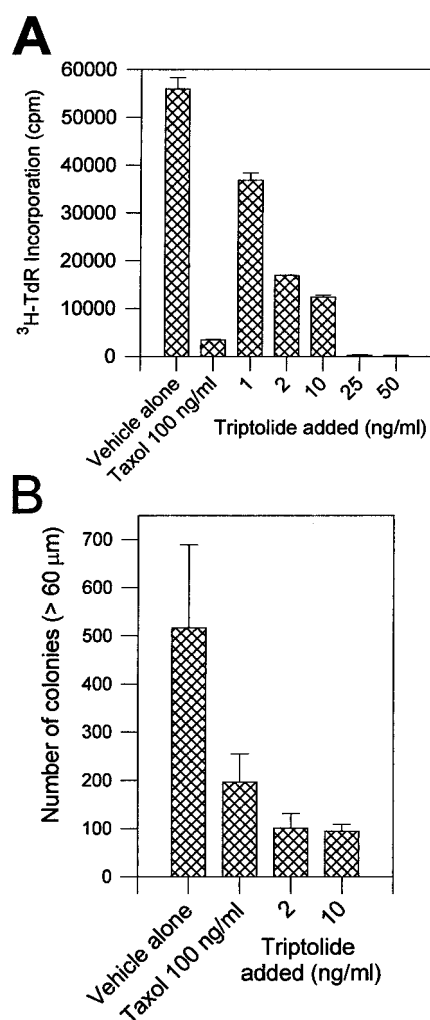 A
³H-TdR Incorporation (cpm)
60000
50000
40000
30000
20000
10000
0
Vehicle alone
Taxol 100 ng/ml
1
2
10
25
50
Triptolide added (ng/ml)
B
Number of colonies (> 60 μm)
700
600
500
400
300
200
100
0
Vehicle alone
Taxol 100 ng/ml
2
10
Triptolide
added (ng/ml)